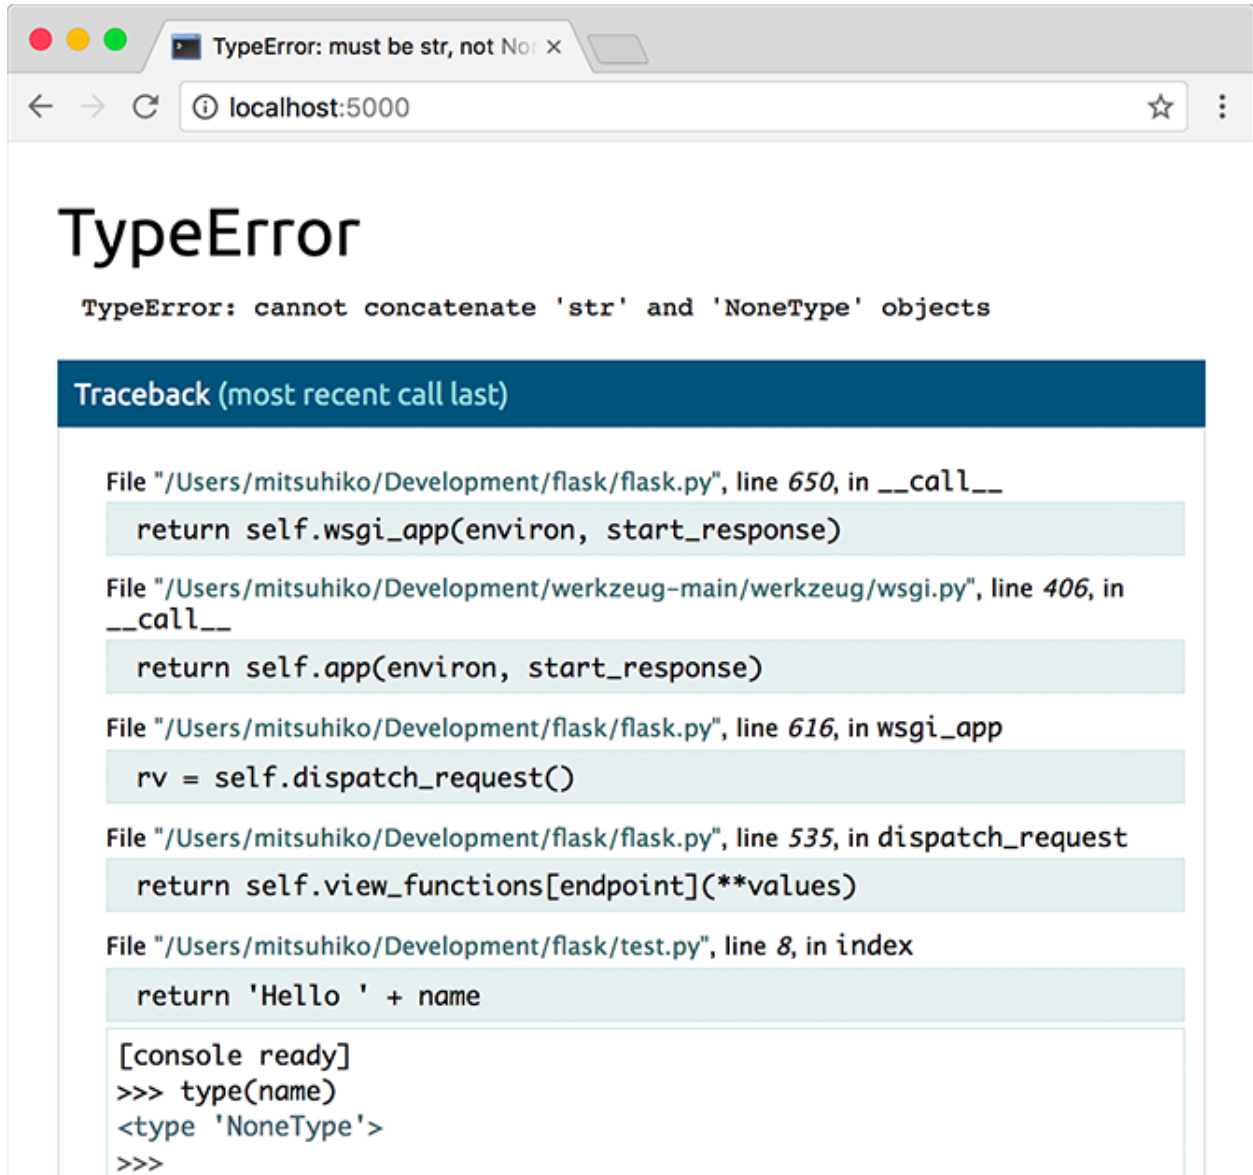 TypeError: must be str, not Nor
localhost:5000
TypeError
TypeError: cannot concatenate 'str' and 'NoneType' objects
Traceback (most recent call last)
File "/Users/mitsuhiko/Development/flask/flask.py", line 650, in __call__
return self.wsgi_app(environ, start_response)
File "/Users/mitsuhiko/Development/werkzeug-main/werkzeug/wsgi.py", line 406, in
__call__
return self.app(environ, start_response)
File "/Users/mitsuhiko/Development/flask/flask.py", line 616, in wsgi_app
rv = self.dispatch_request()
File "/Users/mitsuhiko/Development/flask/flask.py", line 535, in dispatch_request
return self.view_functions[endpoint](**values)
File "/Users/mitsuhiko/Development/flask/test.py", line 8, in index
return 'Hello ' + name
[console ready]
>>> type(name)
<type 'NoneType'>
>>>